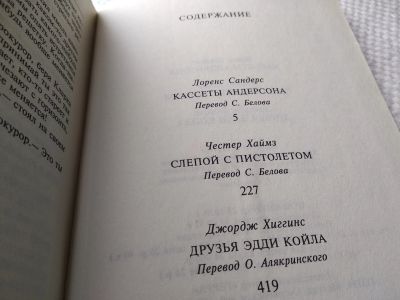 СОДЕРЖАНИЕ
Лоренс Сандерс
КАССЕТЫ АНДЕРСОНА
Перевод С. Белова
5
Честер Хаймз
СЛЕПОЙ С ПИСТОЛЕТОМ
Перевод С. Белова
227
Джордж Хиггинс
ДРУЗЬЯ ЭДДИ КОЙЛА
Перевод О. Алякринского
419